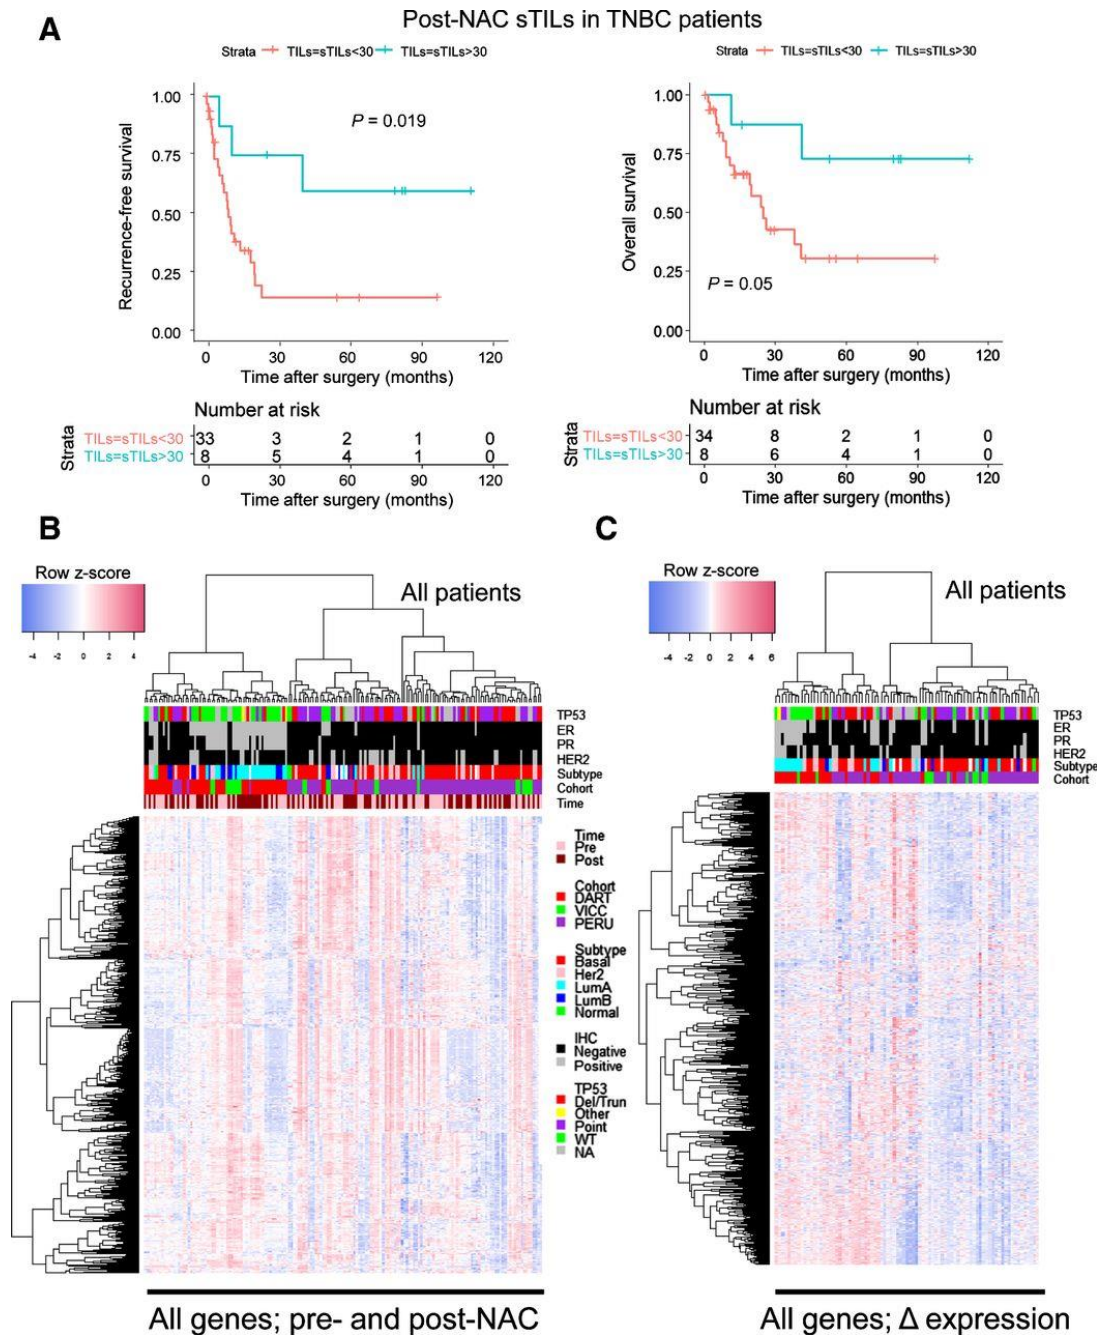 Post-NAC sTILs in TNBC patients
A
Strata TILs=sTILs<30 TILs=sTILs>30
Recurrence-free survival
1.00
0.75
0.50
0.25
0.00
P = 0.019
0 30 60 90 120
Time after surgery (months)
Number at risk
Strata
TILs=sTILs<30 33 3 2 1 0
TILs=sTILs>30 8 5 4 1 0
0 30 60 90 120
Time after surgery (months)
Strata TILs=sTILs<30 TILs=sTILs>30
Overall survival
1.00
0.75
0.50
0.25
0.00
P = 0.05
0 30 60 90 120
Time after surgery (months)
Number at risk
Strata
TILs=sTILs<30 34 8 2 1 0
TILs=sTILs>30 8 6 4 1 0
0 30 60 90 120
Time after surgery (months)
B
Row z-score
-4 -2 0 2 4
All patients
TP53
ER
PR
HER2
Subtype
Cohort
Time
Time
Pre
Post
Cohort
DART
VICC
PERU
Subtype
Basal
Her2
LumA
LumB
Normal
IHC
Negative
Positive
TP53
Del/Trun
Other
Point
WT
NA
All genes; pre- and post-NAC
C
Row z-score
-4 -2 0 2 4 6
All patients
TP53
ER
PR
HER2
Subtype
Cohort
All genes; Δ expression